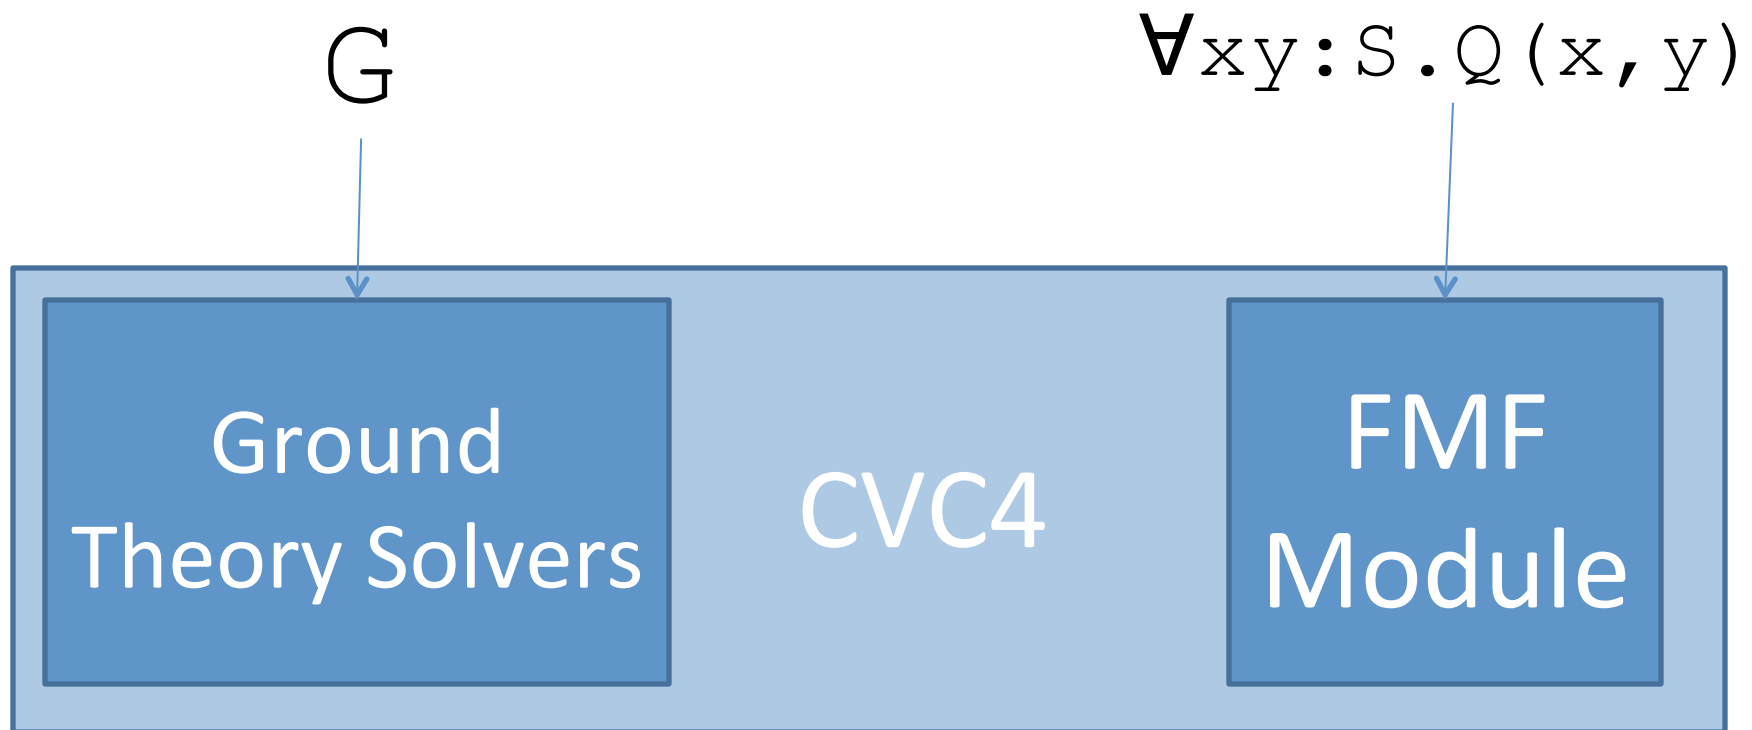 G
∀xy:S.Q(x,y)
Ground
Theory Solvers
CVC4
FMF
Module